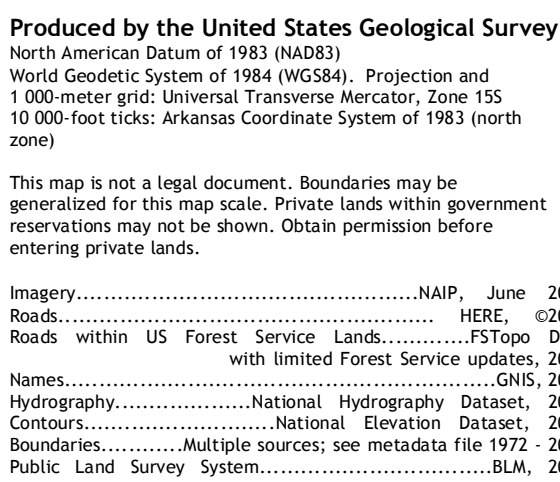 Produced by the United States Geological Survey
North American Datum of 1983 (NAD83)
World Geodetic System of 1984 (WGS84). Projection and
1 000-meter grid: Universal Transverse Mercator, Zone 15S
10 000-foot ticks: Arkansas Coordinate System of 1983 (north
zone)
This map is not a legal document. Boundaries may be
generalized for this map scale. Private lands within government
reservations may not be shown. Obtain permission before
entering private lands.
Imagery..................................................NAIP, June
Roads...................................................... HERE,
Roads within US Forest Service Lands.............FSTopo
with limited Forest Service updates,
Names...............................................................GNIS,
Hydrography....................National Hydrography Dataset,
Contours...........................National Elevation Dataset,
Boundaries............Multiple sources; see metadata file 1972 -
Public Land Survey System..................................BLM,